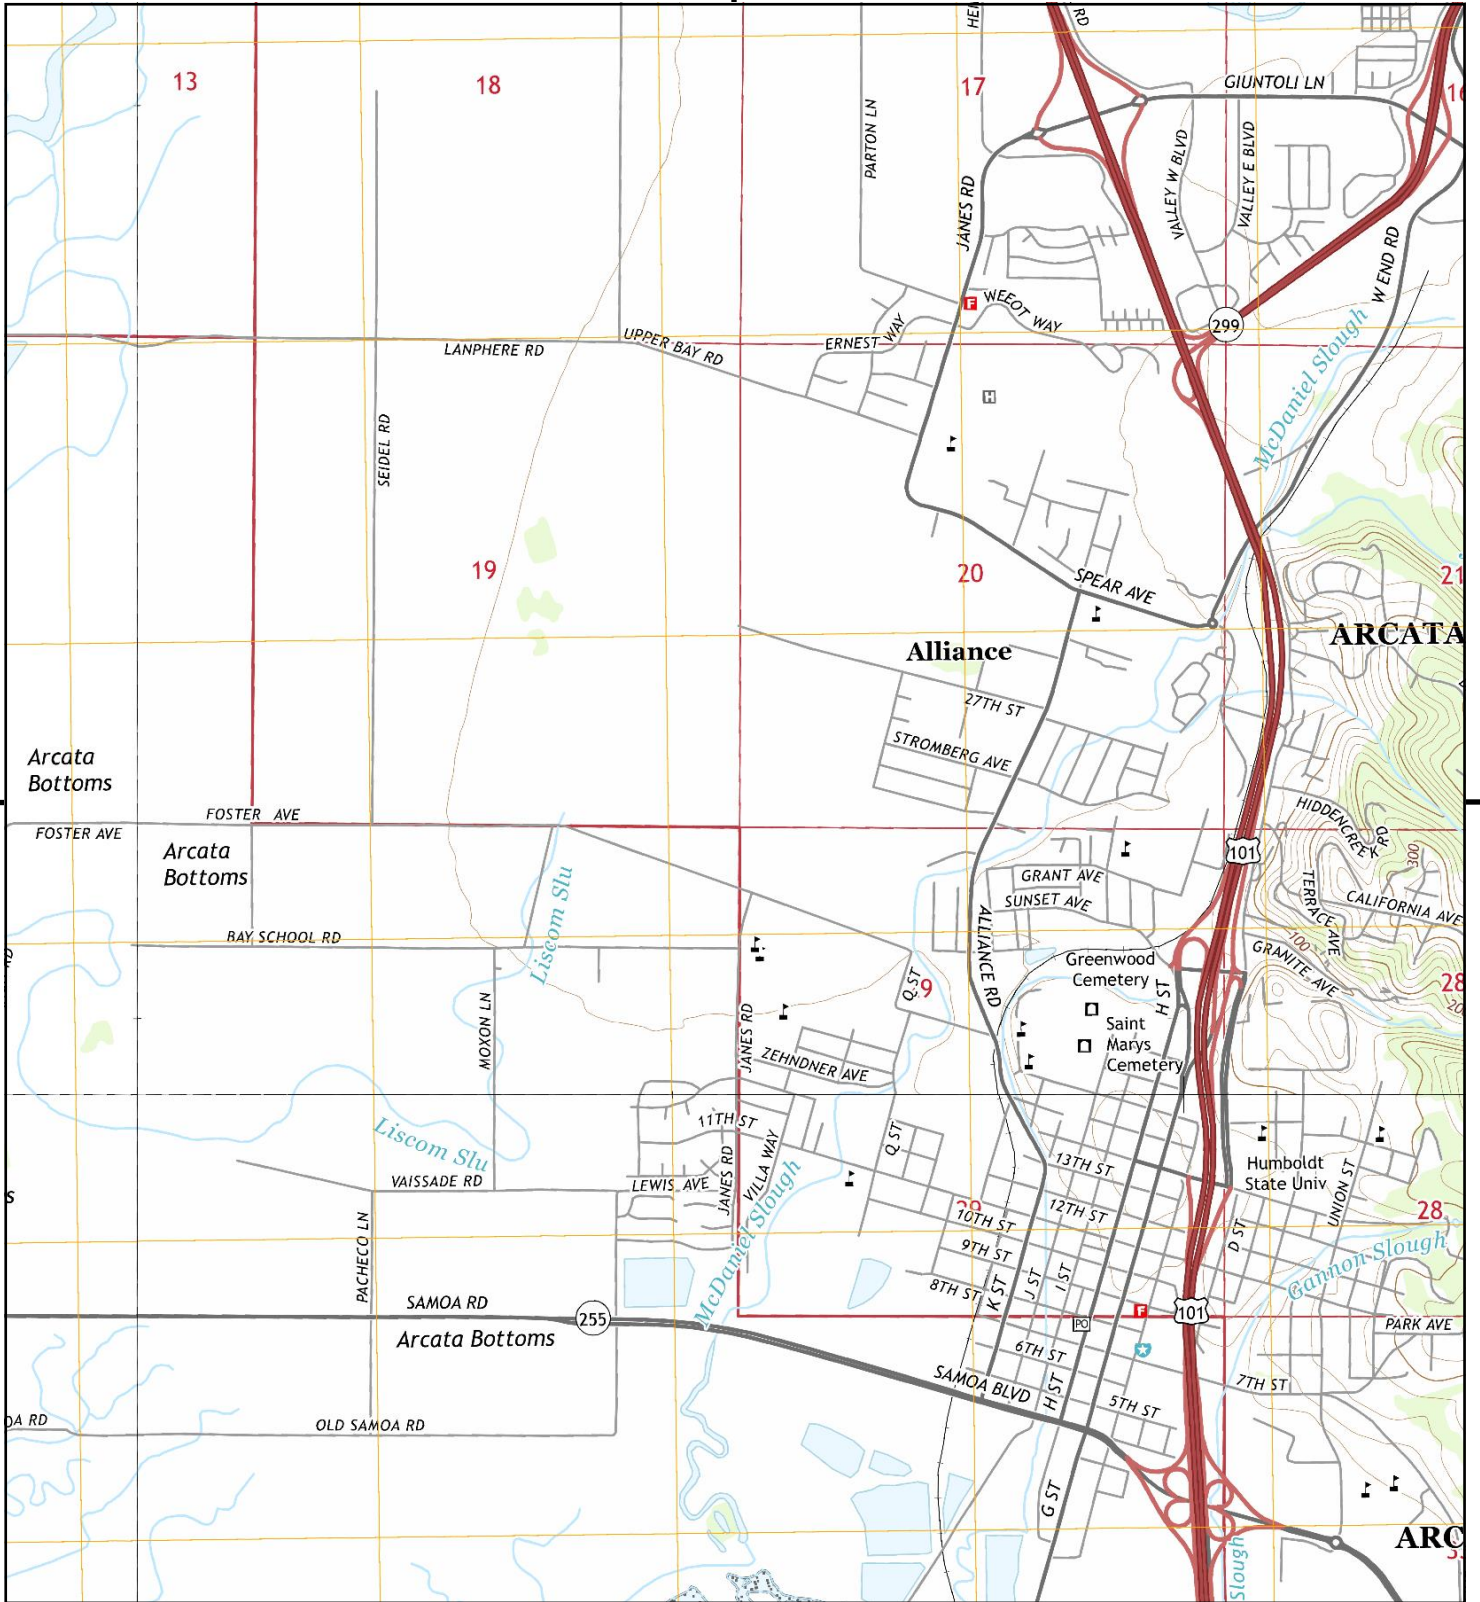 RD
13
18
17
GIUNTOLI LN
16
PARTON LN
VALLEY W BLVD
VALLEY E BLVD
JANES RD
W END RD
WEEOT WAY
F
299
LANPHERE RD
UPPER BAY RD
ERNEST WAY
McDaniel Slough
H
SEIDEL RD
19
20
21
SPEAR AVE
Alliance
ARCATA
27TH ST
STROMBERG AVE
Arcata
Bottoms
FOSTER AVE
FOSTER AVE
HIDDENCREEK RD
101
300
Arcata
Bottoms
GRANT AVE
SUNSET AVE
TERRACE AVE
CALIFORNIA AVE
Liscom Slu
BAY SCHOOL RD
ALLIANCE RD
100
GRANITE AVE
Greenwood
Cemetery
Q ST
H ST
28
MOXON LN
JANES RD
Saint
Marys
Cemetery
ZEHNDNER AVE
11TH ST
Liscom Slu
Q ST
VILLA WAY
13TH ST
Humboldt
State Univ
VAISSADE RD
LEWIS AVE
JANES RD
UNION ST
12TH ST
10TH ST
28
PACHECO LN
McDaniel Slough
9TH ST
D ST
Gannon Slough
8TH ST
K ST
J ST
I ST
SAMOA RD
255
F
101
PO
PARK AVE
Arcata Bottoms
6TH ST
SAMOA BLVD
H ST
7TH ST
5TH ST
OLD SAMOA RD
G ST
ARC
Slough